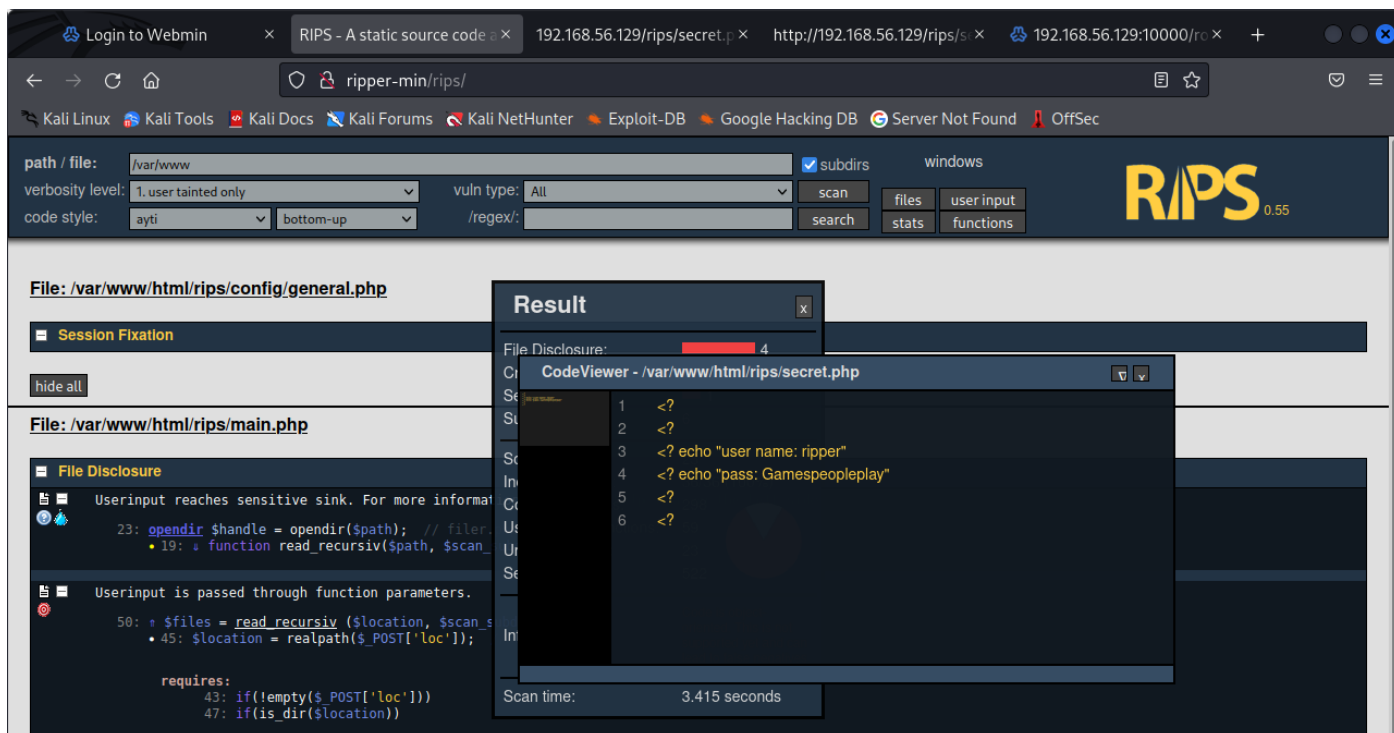 Login to Webmin × RIPS - A static source code a × 192.168.56.129/rips/secret.p × http://192.168.56.129/rips/s × 192.168.56.129:10000/ro × +
ripper-min/rips/
Kali Linux Kali Tools Kali Docs Kali Forums Kali NetHunter Exploit-DB Google Hacking DB Server Not Found OffSec
path / file: /var/www subdirs windows
verbosity level: 1. user tainted only vuln type: All scan files user input
code style: ayti bottom-up /regex/: search stats functions
RIPS 0.55
File: /var/www/html/rips/config/general.php
Session Fixation
hide all
File: /var/www/html/rips/main.php
File Disclosure
Userinput reaches sensitive sink. For more informat
23: opendir $handle = opendir($path); // filer.
• 19: ⇓ function read_recursiv($path, $scan_
Userinput is passed through function parameters.
50: ⇑ $files = read_recursiv ($location, $scan_s
• 45: $location = realpath($_POST['loc']);
requires:
43: if(!empty($_POST['loc']))
47: if(is_dir($location))
Result x
File Disclosure: 4
CodeViewer - /var/www/html/rips/secret.php
1 <?
2 <?
3 <? echo "user name: ripper"
4 <? echo "pass: Gamespeopleplay"
5 <?
6 <?
Scan time: 3.415 seconds